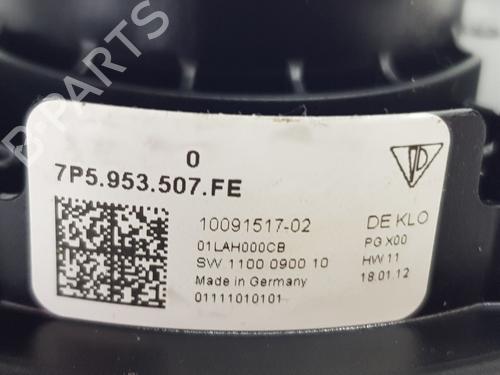 0
7P5.953.507.FE
10091517-02
DE KLO
01LAH000CB
PG X00
SW 1100 0900 10
HW 11
Made in Germany
18.01.12
01111010101
B-PARTS